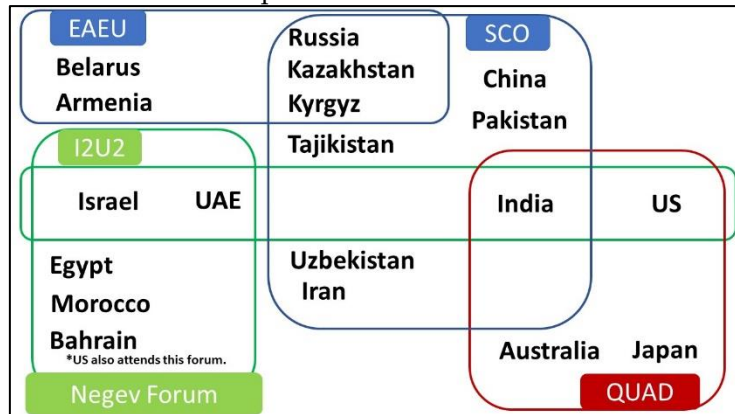 EAEU
Russia
SCO
Belarus
Kazakhstan
China
Armenia
Kyrgyz
Pakistan
I2U2
Tajikistan
Israel UAE India US
Egypt
Uzbekistan
Morocco
Iran
Bahrain
*US also attends this forum.
Australia Japan
Negev Forum
QUAD